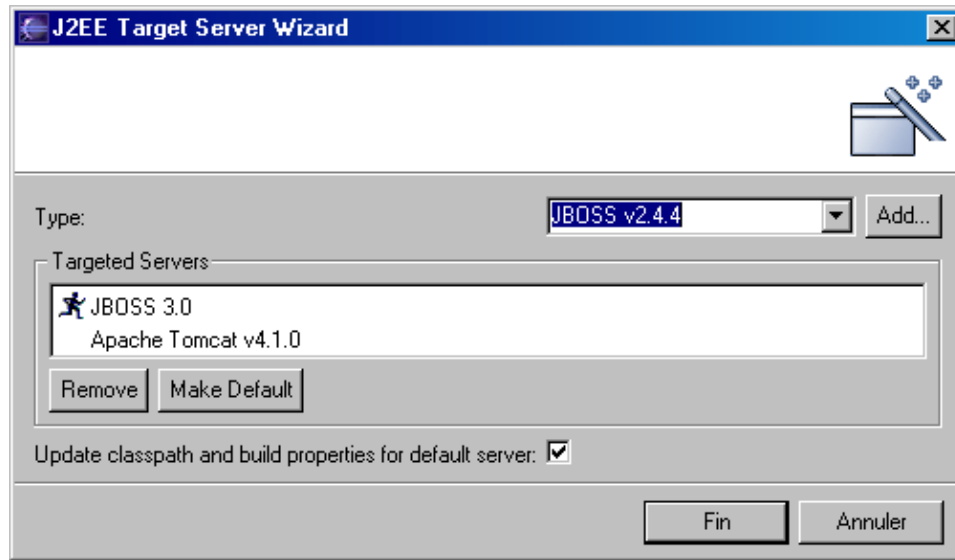 J2EE Target Server Wizard
Type:
JBOSS v2.4.4
Add...
Targeted Servers
JBOSS 3.0
Apache Tomcat v4.1.0
Remove
Make Default
Update classpath and build properties for default server:
Fin
Annuler